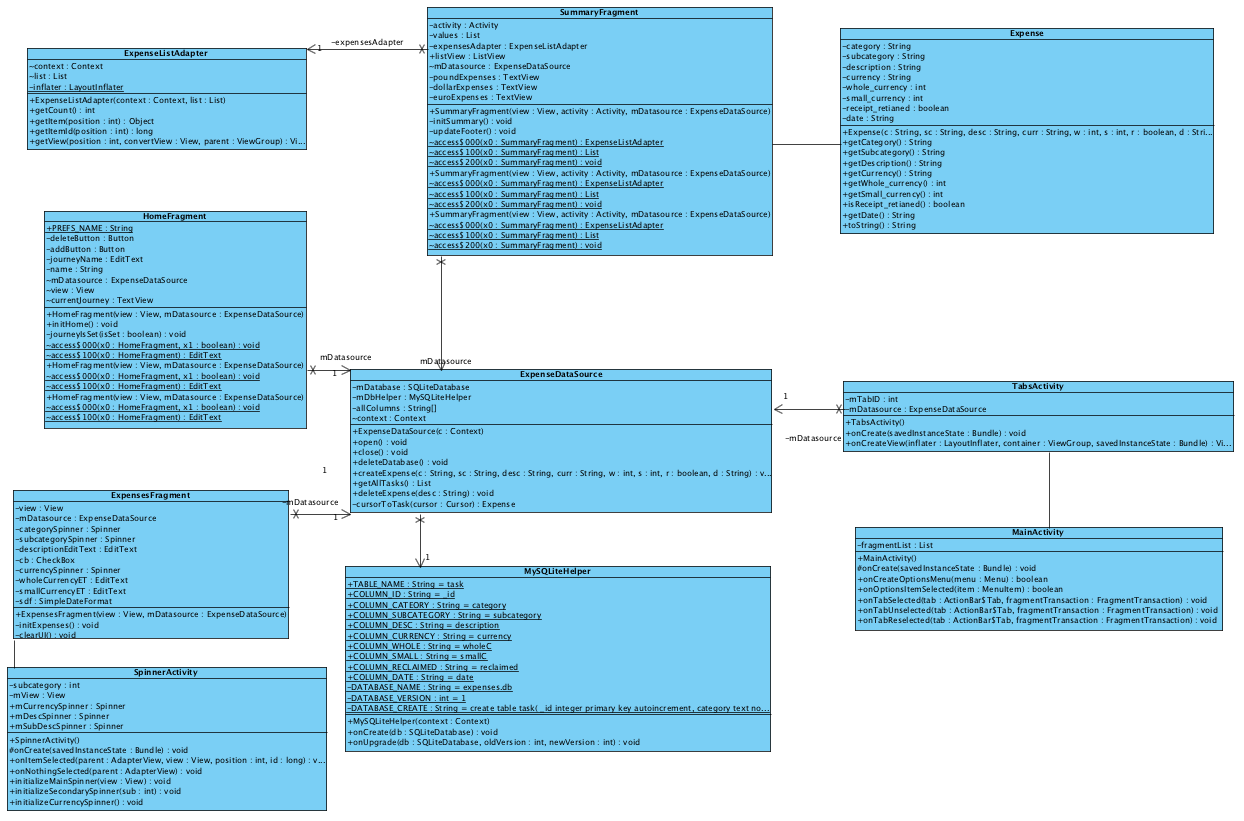 SummaryFragment
-activity : Activity
-values : List
-expensesAdapter : ExpenseListAdapter
+listView : ListView
~mDatasource : ExpenseDataSource
-poundExpenses : TextView
-dollarExpenses : TextView
-euroExpenses : TextView
+SummaryFragment(view : View, activity : Activity, mDatasource : ExpenseDataSource)
-initSummary() : void
-updateFooter() : void
~access$000(x0 : SummaryFragment) : ExpenseListAdapter
~access$100(x0 : SummaryFragment) : List
~access$200(x0 : SummaryFragment) : void
+SummaryFragment(view : View, activity : Activity, mDatasource : ExpenseDataSource)
~access$000(x0 : SummaryFragment) : ExpenseListAdapter
~access$100(x0 : SummaryFragment) : List
~access$200(x0 : SummaryFragment) : void
+SummaryFragment(view : View, activity : Activity, mDatasource : ExpenseDataSource)
~access$000(x0 : SummaryFragment) : ExpenseListAdapter
~access$100(x0 : SummaryFragment) : List
~access$200(x0 : SummaryFragment) : void
1
-expensesAdapter
ExpenseListAdapter
~context : Context
~list : List
-inflater : LayoutInflater
+ExpenseListAdapter(context : Context, list : List)
+getCount() : int
+getItem(position : int) : Object
+getItemId(position : int) : long
+getView(position : int, convertView : View, parent : ViewGroup) : Vi...
Expense
-category : String
-subcategory : String
-description : String
-currency : String
-whole_currency : int
-small_currency : int
-receipt_retianed : boolean
-date : String
+Expense(c : String, sc : String, desc : String, curr : String, w : int, s : int, r : boolean, d : Stri...
+getCategory() : String
+getSubcategory() : String
+getDescription() : String
+getCurrency() : String
+getWhole_currency() : int
+getSmall_currency() : int
+isReceipt_retianed() : boolean
+getDate() : String
+toString() : String
HomeFragment
+PREFS_NAME : String
-deleteButton : Button
-addButton : Button
-journeyName : EditText
-name : String
~mDatasource : ExpenseDataSource
~view : View
~currentJourney : TextView
+HomeFragment(view : View, mDatasource : ExpenseDataSource)
+initHome() : void
-journeyIsSet(isSet : boolean) : void
~access$000(x0 : HomeFragment, x1 : boolean) : void
~access$100(x0 : HomeFragment) : EditText
+HomeFragment(view : View, mDatasource : ExpenseDataSource)
~access$000(x0 : HomeFragment, x1 : boolean) : void
~access$100(x0 : HomeFragment) : EditText
+HomeFragment(view : View, mDatasource : ExpenseDataSource)
~access$000(x0 : HomeFragment, x1 : boolean) : void
~access$100(x0 : HomeFragment) : EditText
mDatasource
1
mDatasource
ExpenseDataSource
-mDatabase : SQLiteDatabase
-mDbHelper : MySQLiteHelper
-allColumns : String[]
~context : Context
+ExpenseDataSource(c : Context)
+open() : void
+close() : void
+deleteDatabase() : void
+createExpense(c : String, sc : String, desc : String, curr : String, w : int, s : int, r : boolean, d : String) : v...
+getAllTasks() : List
+deleteExpense(desc : String) : void
-cursorToTask(cursor : Cursor) : Expense
1
-mDatasource
TabsActivity
-mTabID : int
-mDatasource : ExpenseDataSource
+TabsActivity()
+onCreate(savedInstanceState : Bundle) : void
+onCreateView(inflater : LayoutInflater, container : ViewGroup, savedInstanceState : Bundle) : Vi...
1
-mDatasource
1
ExpensesFragment
-view : View
-mDatasource : ExpenseDataSource
-categorySpinner : Spinner
-subcategorySpinner : Spinner
-descriptionEditText : EditText
-cb : CheckBox
-currencySpinner : Spinner
-wholeCurrencyET : EditText
-smallCurrencyET : EditText
-sdf : SimpleDateFormat
+ExpensesFragment(view : View, mDatasource : ExpenseDataSource)
-initExpenses() : void
-clearUI() : void
1
MySQLiteHelper
+TABLE_NAME : String = task
+COLUMN_ID : String = _id
+COLUMN_CATEORY : String = category
+COLUMN_SUBCATEGORY : String = subcategory
+COLUMN_DESC : String = description
+COLUMN_CURRENCY : String = currency
+COLUMN_WHOLE : String = wholeC
+COLUMN_SMALL : String = smallC
+COLUMN_RECLAIMED : String = reclaimed
+COLUMN_DATE : String = date
-DATABASE_NAME : String = expenses.db
-DATABASE_VERSION : int = 1
-DATABASE_CREATE : String = create table task( _id integer primary key autoincrement, category text no...
+MySQLiteHelper(context : Context)
+onCreate(db : SQLiteDatabase) : void
+onUpgrade(db : SQLiteDatabase, oldVersion : int, newVersion : int) : void
MainActivity
-fragmentList : List
+MainActivity()
#onCreate(savedInstanceState : Bundle) : void
+onCreateOptionsMenu(menu : Menu) : boolean
+onOptionsItemSelected(item : MenuItem) : boolean
+onTabSelected(tab : ActionBar$Tab, fragmentTransaction : FragmentTransaction) : void
+onTabUnselected(tab : ActionBar$Tab, fragmentTransaction : FragmentTransaction) : void
+onTabReselected(tab : ActionBar$Tab, fragmentTransaction : FragmentTransaction) : void
SpinnerActivity
-subcategory : int
-mView : View
+mCurrencySpinner : Spinner
+mDescSpinner : Spinner
+mSubDescSpinner : Spinner
+SpinnerActivity()
#onCreate(savedInstanceState : Bundle) : void
+onItemSelected(parent : AdapterView, view : View, position : int, id : long) : v...
+onNothingSelected(parent : AdapterView) : void
+initializeMainSpinner(view : View) : void
+initializeSecondarySpinner(sub : int) : void
+initializeCurrencySpinner() : void